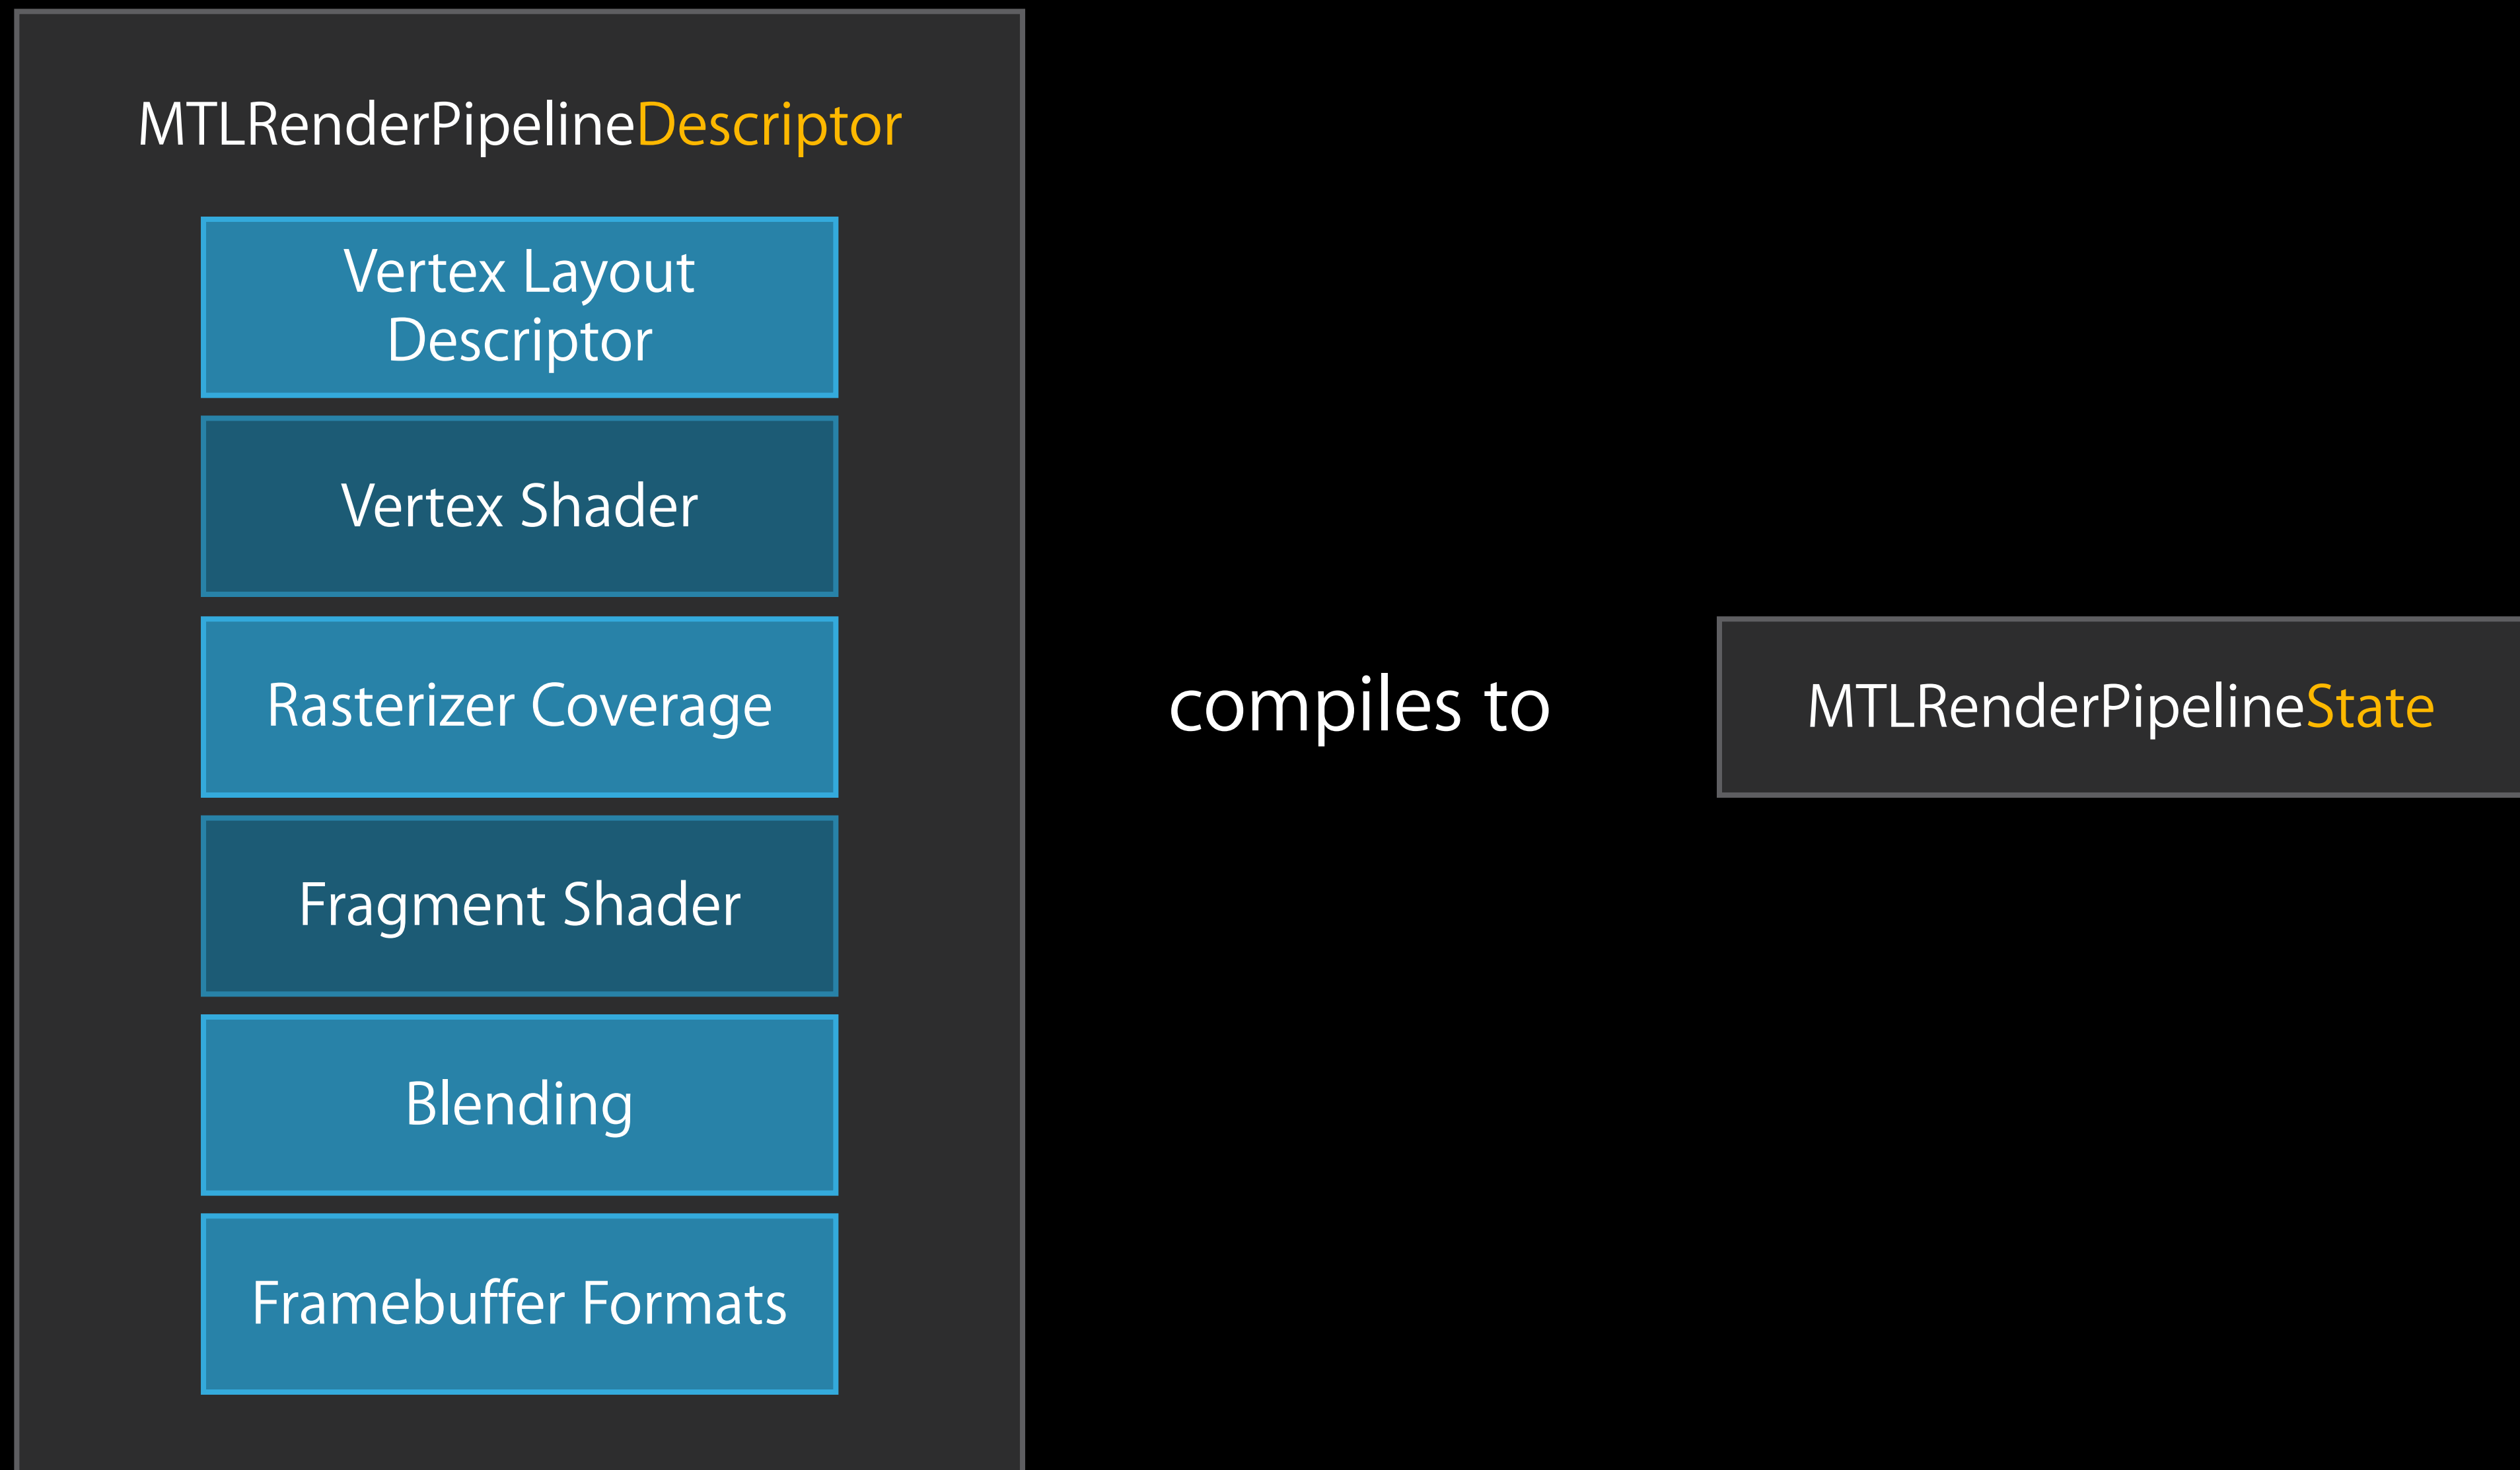 MTLRenderPipelineDescriptor
Vertex Layout
Descriptor
Vertex Shader
Rasterizer Coverage
Fragment Shader
Blending
Framebuffer Formats
compiles to
MTLRenderPipelineState